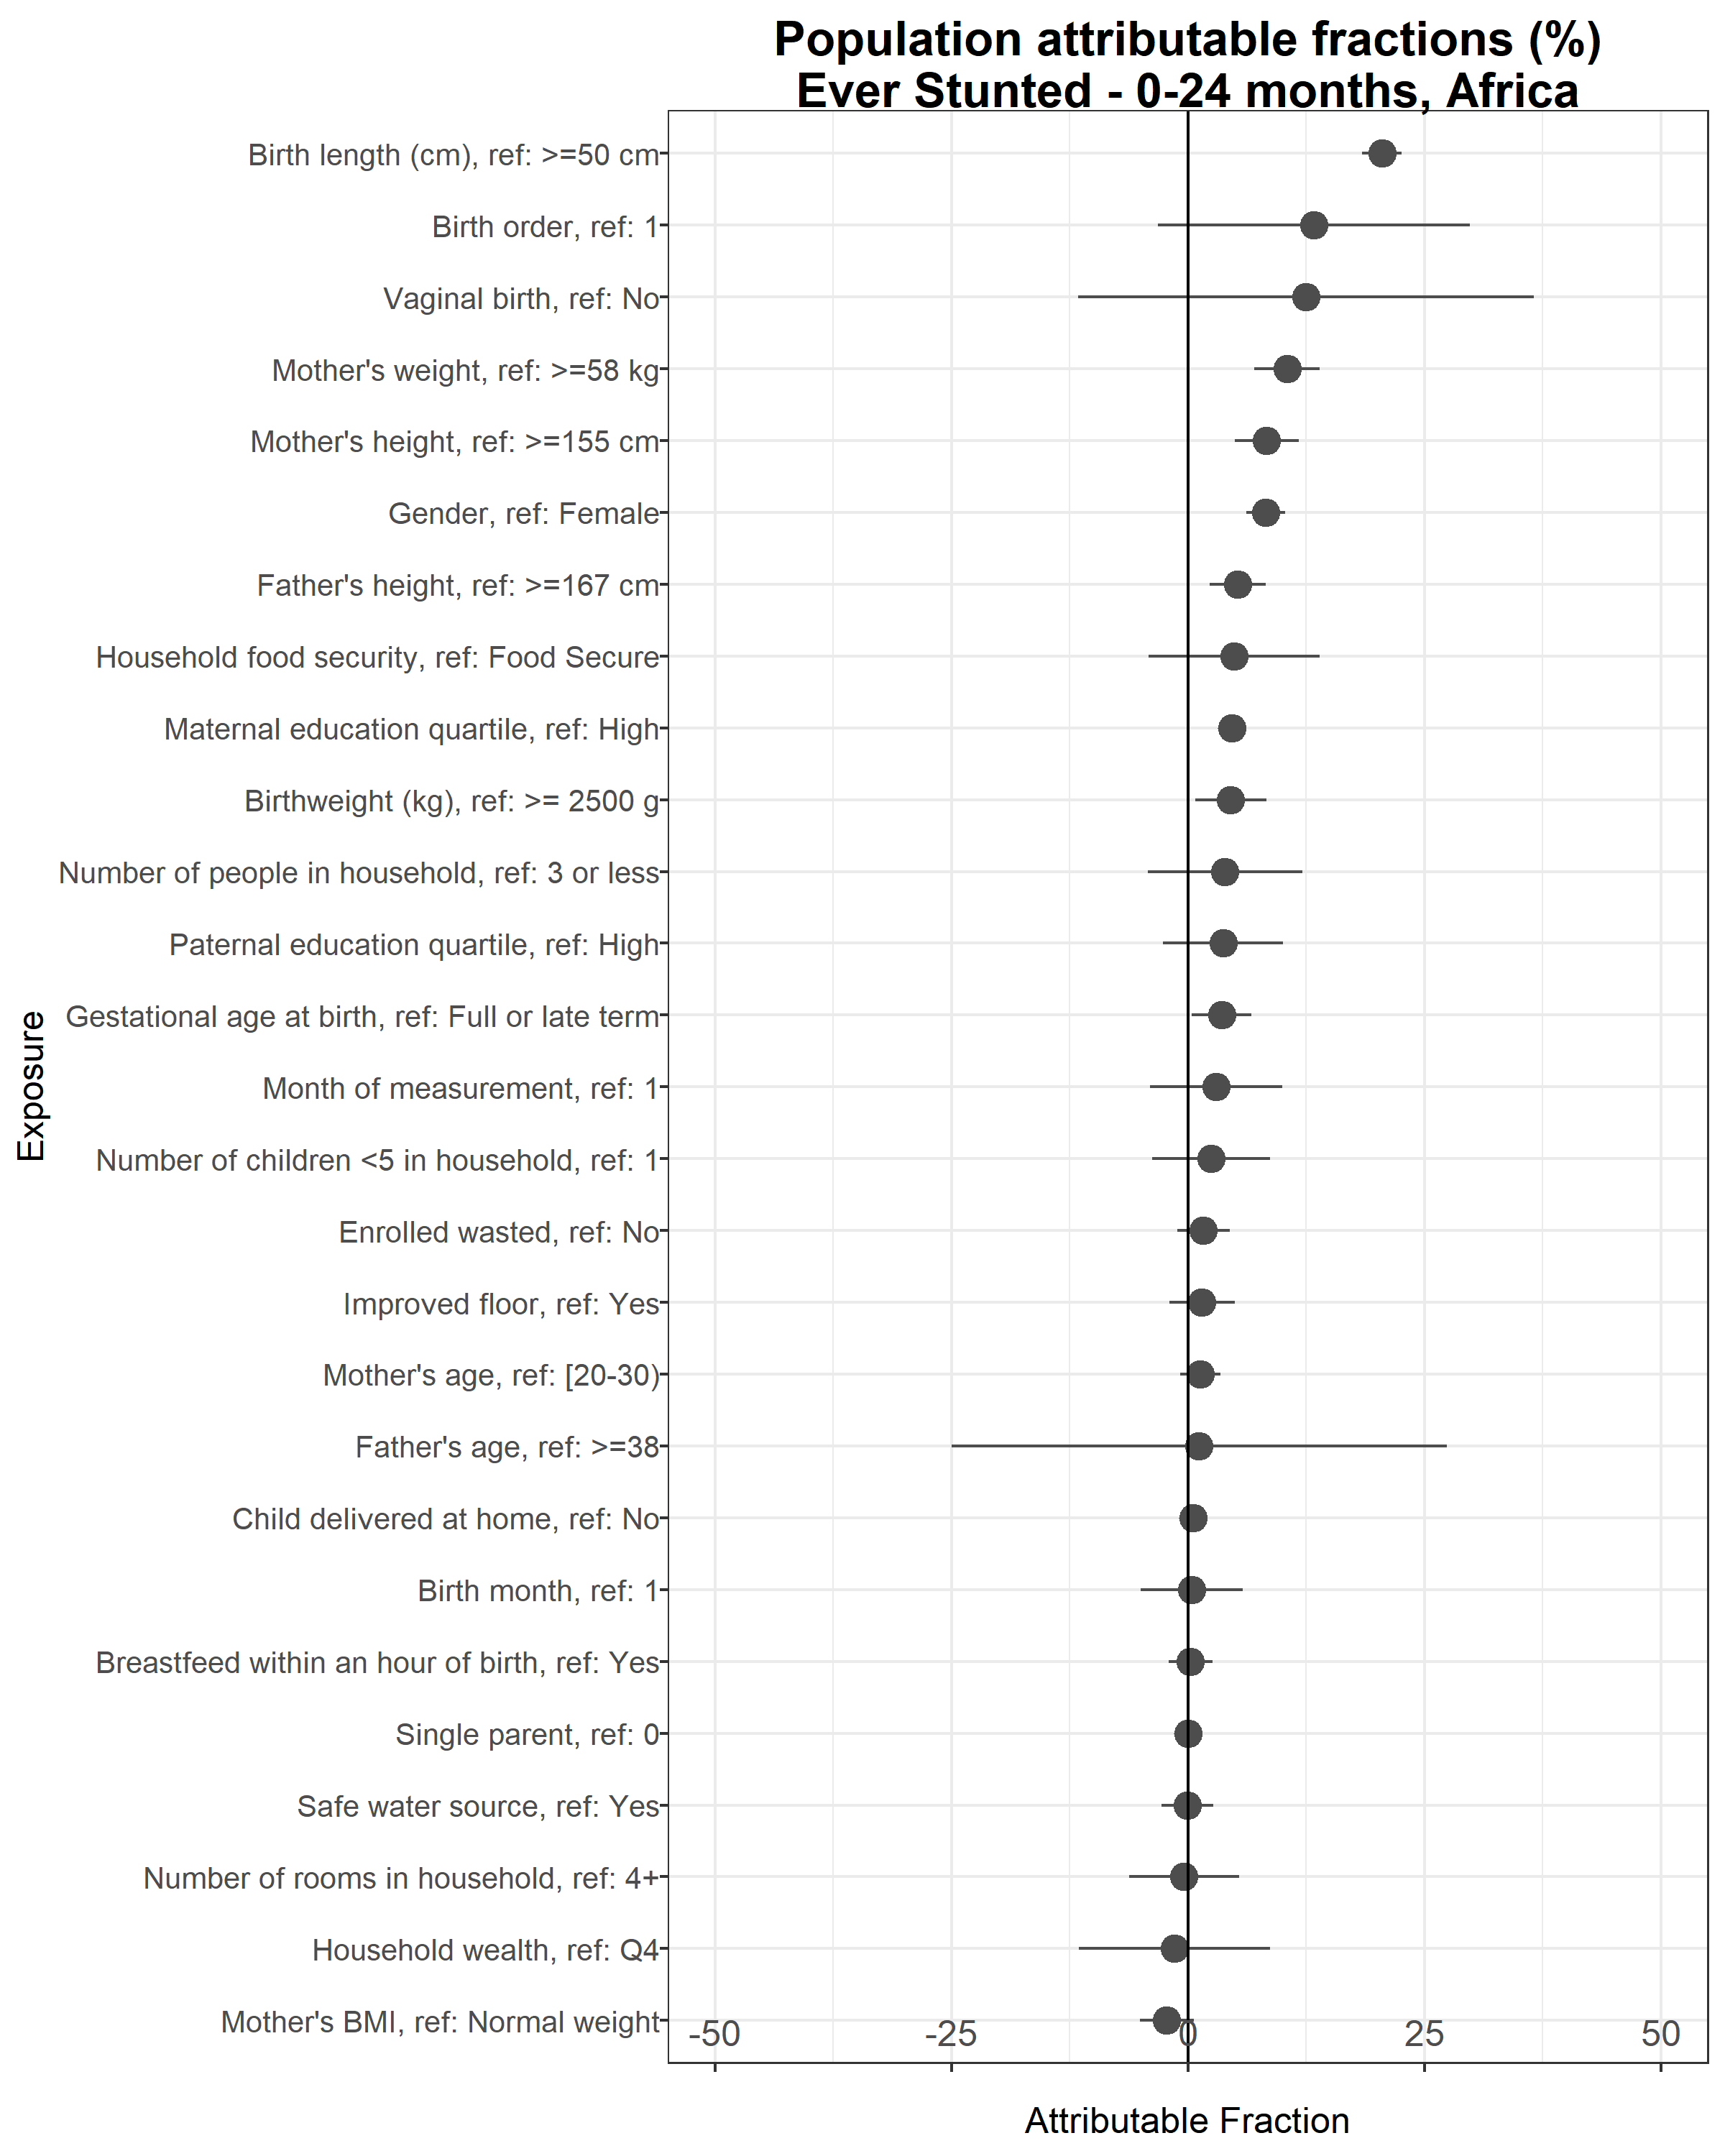 Population attributable fractions (%)
Ever Stunted - 0-24 months, Africa
Exposure
Birth length (cm), ref: >=50 cm
Birth order, ref: 1
Vaginal birth, ref: No
Mother's weight, ref: >=58 kg
Mother's height, ref: >=155 cm
Gender, ref: Female
Father's height, ref: >=167 cm
Household food security, ref: Food Secure
Maternal education quartile, ref: High
Birthweight (kg), ref: >= 2500 g
Number of people in household, ref: 3 or less
Paternal education quartile, ref: High
Gestational age at birth, ref: Full or late term
Month of measurement, ref: 1
Number of children <5 in household, ref: 1
Enrolled wasted, ref: No
Improved floor, ref: Yes
Mother's age, ref: [20-30)
Father's age, ref: >=38
Child delivered at home, ref: No
Birth month, ref: 1
Breastfeed within an hour of birth, ref: Yes
Single parent, ref: 0
Safe water source, ref: Yes
Number of rooms in household, ref: 4+
Household wealth, ref: Q4
Mother's BMI, ref: Normal weight
-50 -25 0 25 50
Attributable Fraction